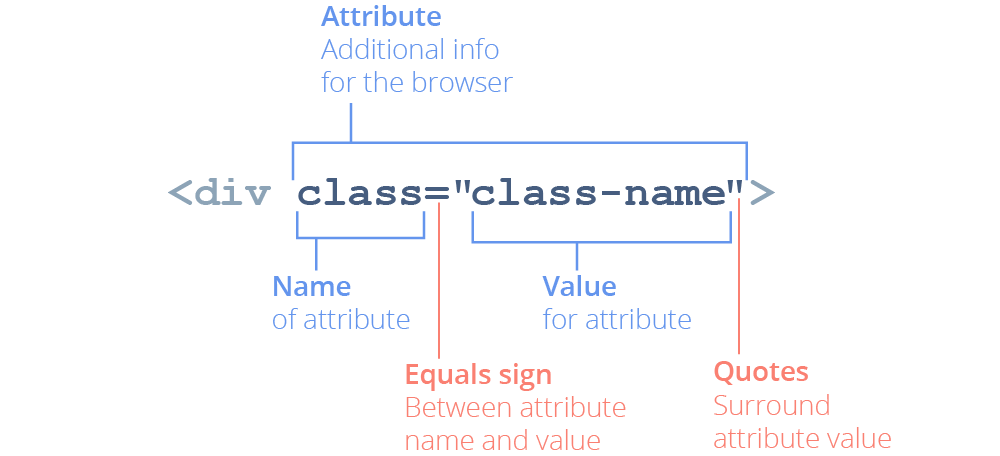 Attribute
Additional info
for the browser
<div class="class-name">
Name
of attribute
Value
for attribute
Equals sign
Between attribute
name and value
Quotes
Surround
attribute value